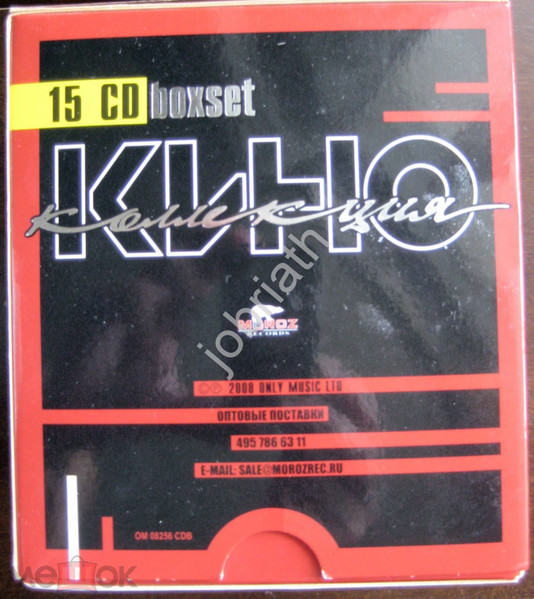 15 CD boxset
КИНО
коллекция
MOROZ
RECORDS
jobriath
©℗ 2008 ONLY MUSIC LTD
ОПТОВЫЕ ПОСТАВКИ
495 786 63 11
E-MAIL: SALE@MOROZREC.RU
OM 08256 CDB
Мешок